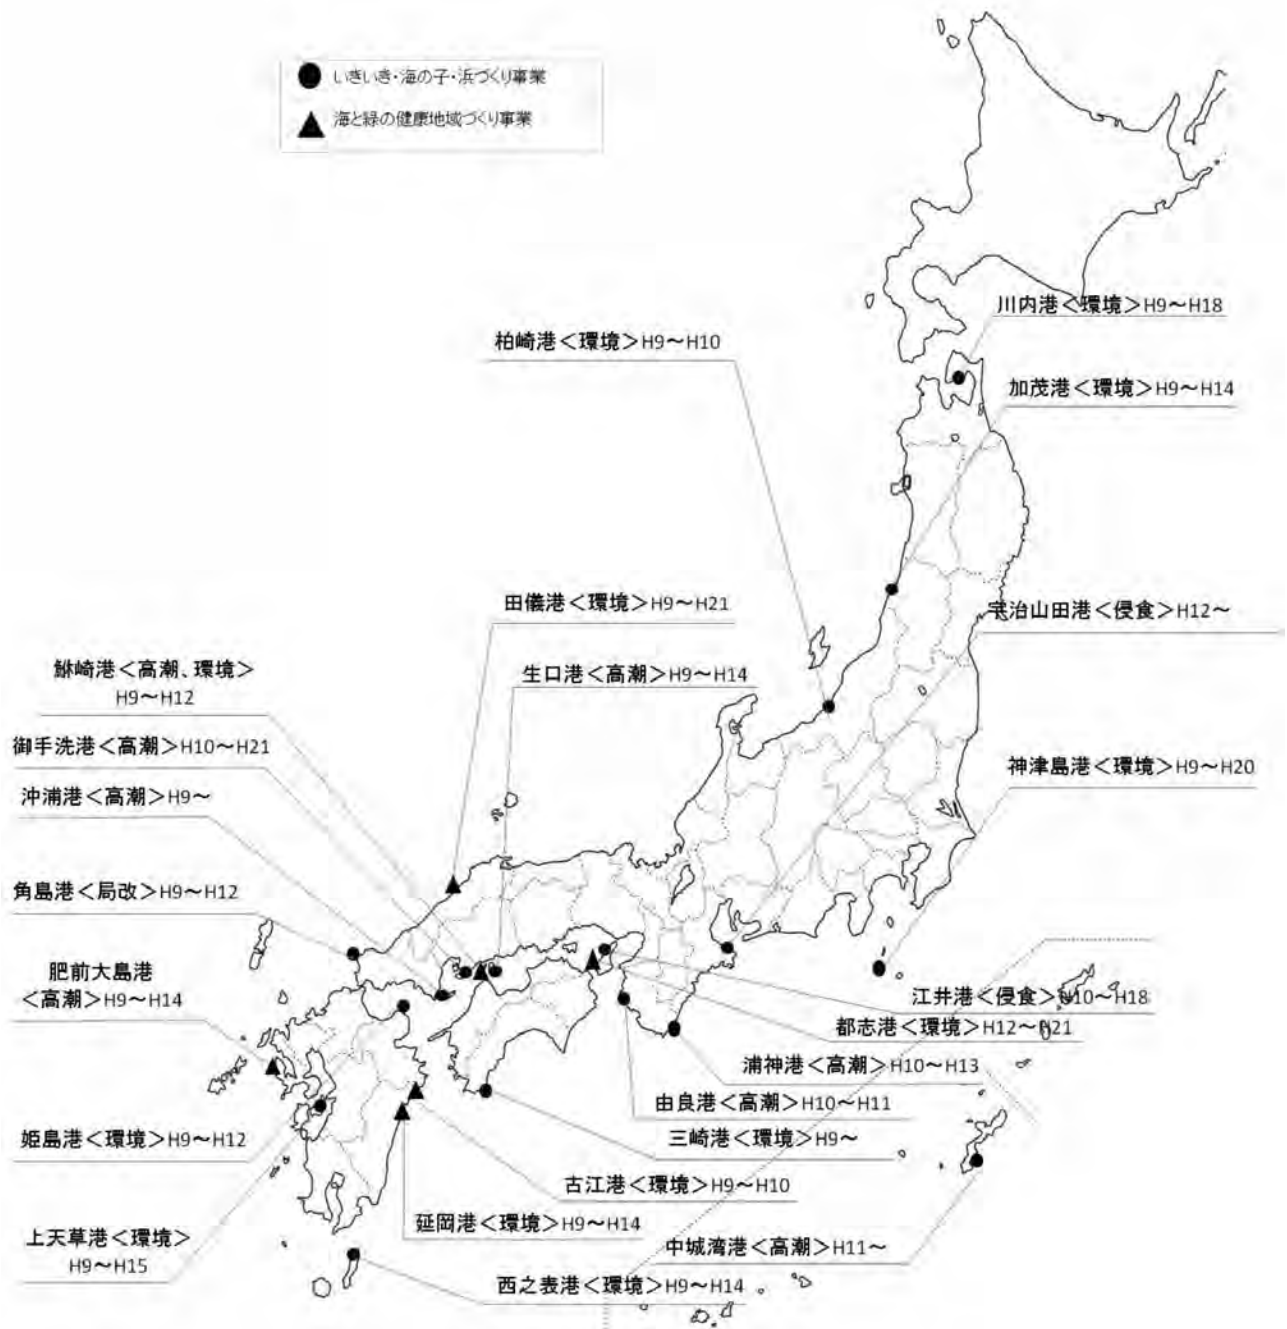 いきいき・海の子・浜づくり事業
海と緑の健康地域づくり事業
川内港<環境>H9~H18
柏崎港<環境>H9~H10
加茂港<環境>H9~H14
田儀港<環境>H9~H21
宇治山田港<侵食>H12~
鮴崎港<高潮、環境>
H9~H12
生口港<高潮>H9~H14
御手洗港<高潮>H10~H21
神津島港<環境>H9~H20
沖浦港<高潮>H9~
角島港<局改>H9~H12
肥前大島港
<高潮>H9~H14
江井港<侵食>H10~H18
都志港<環境>H12~H21
浦神港<高潮>H10~H13
由良港<高潮>H10~H11
姫島港<環境>H9~H12
三崎港<環境>H9~
古江港<環境>H9~H10
延岡港<環境>H9~H14
上天草港<環境>
H9~H15
中城湾港<高潮>H11~
西之表港<環境>H9~H14